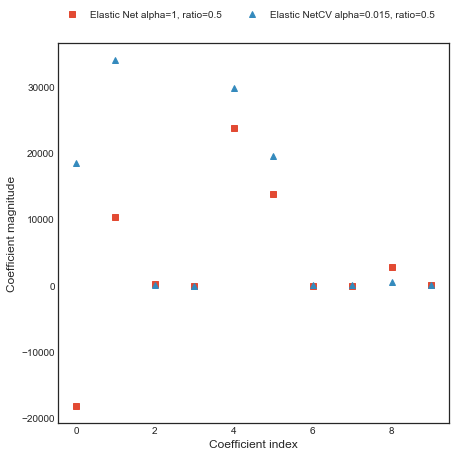 Elastic Net alpha=1, ratio=0.5 Elastic NetCV alpha=0.015, ratio=0.5
30000
20000
10000
0
−10000
−20000
Coefficient magnitude
0 2 4 6 8
Coefficient index